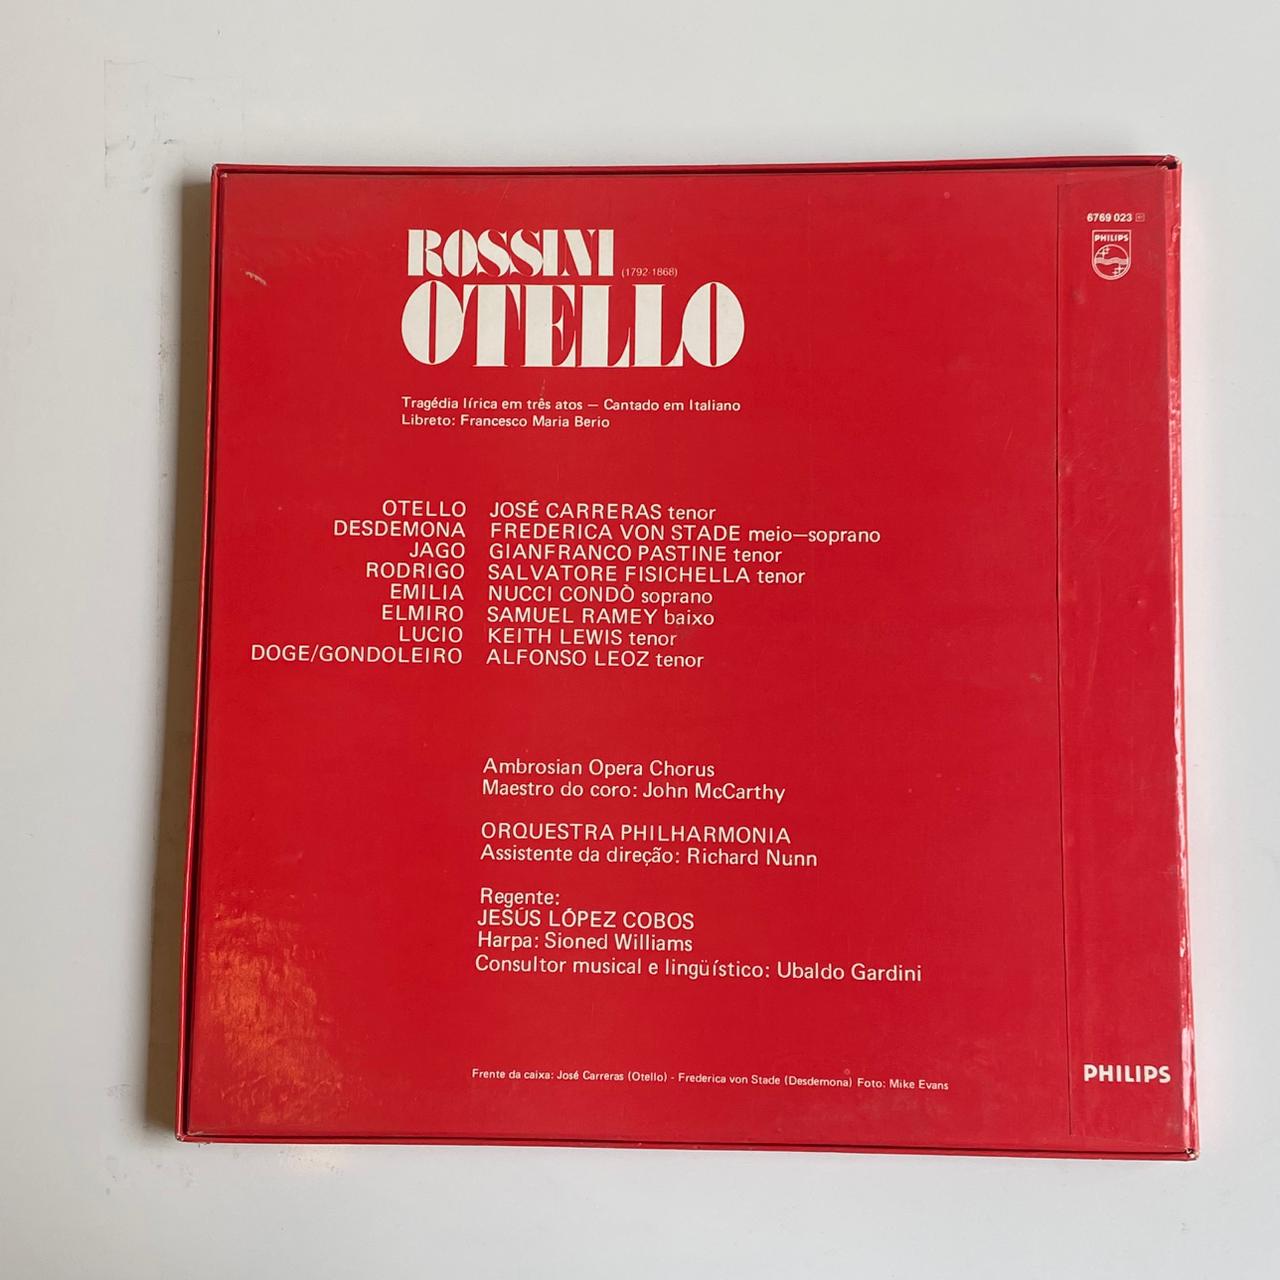 6769 023
PHILIPS
ROSSINI (1792-1868)
OTELLO
Tragédia lírica em três atos — Cantado em Italiano
Libreto: Francesco Maria Berio
OTELLO JOSÉ CARRERAS tenor
DESDEMONA FREDERICA VON STADE meio—soprano
JAGO GIANFRANCO PASTINE tenor
RODRIGO SALVATORE FISICHELLA tenor
EMILIA NUCCI CONDÒ soprano
ELMIRO SAMUEL RAMEY baixo
LUCIO KEITH LEWIS tenor
DOGE/GONDOLEIRO ALFONSO LEOZ tenor
Ambrosian Opera Chorus
Maestro do coro: John McCarthy
ORQUESTRA PHILHARMONIA
Assistente da direção: Richard Nunn
Regente:
JESÚS LÓPEZ COBOS
Harpa: Sioned Williams
Consultor musical e lingüístico: Ubaldo Gardini
Frente da caixa: José Carreras (Otello) - Frederica von Stade (Desdemona) Foto: Mike Evans
PHILIPS